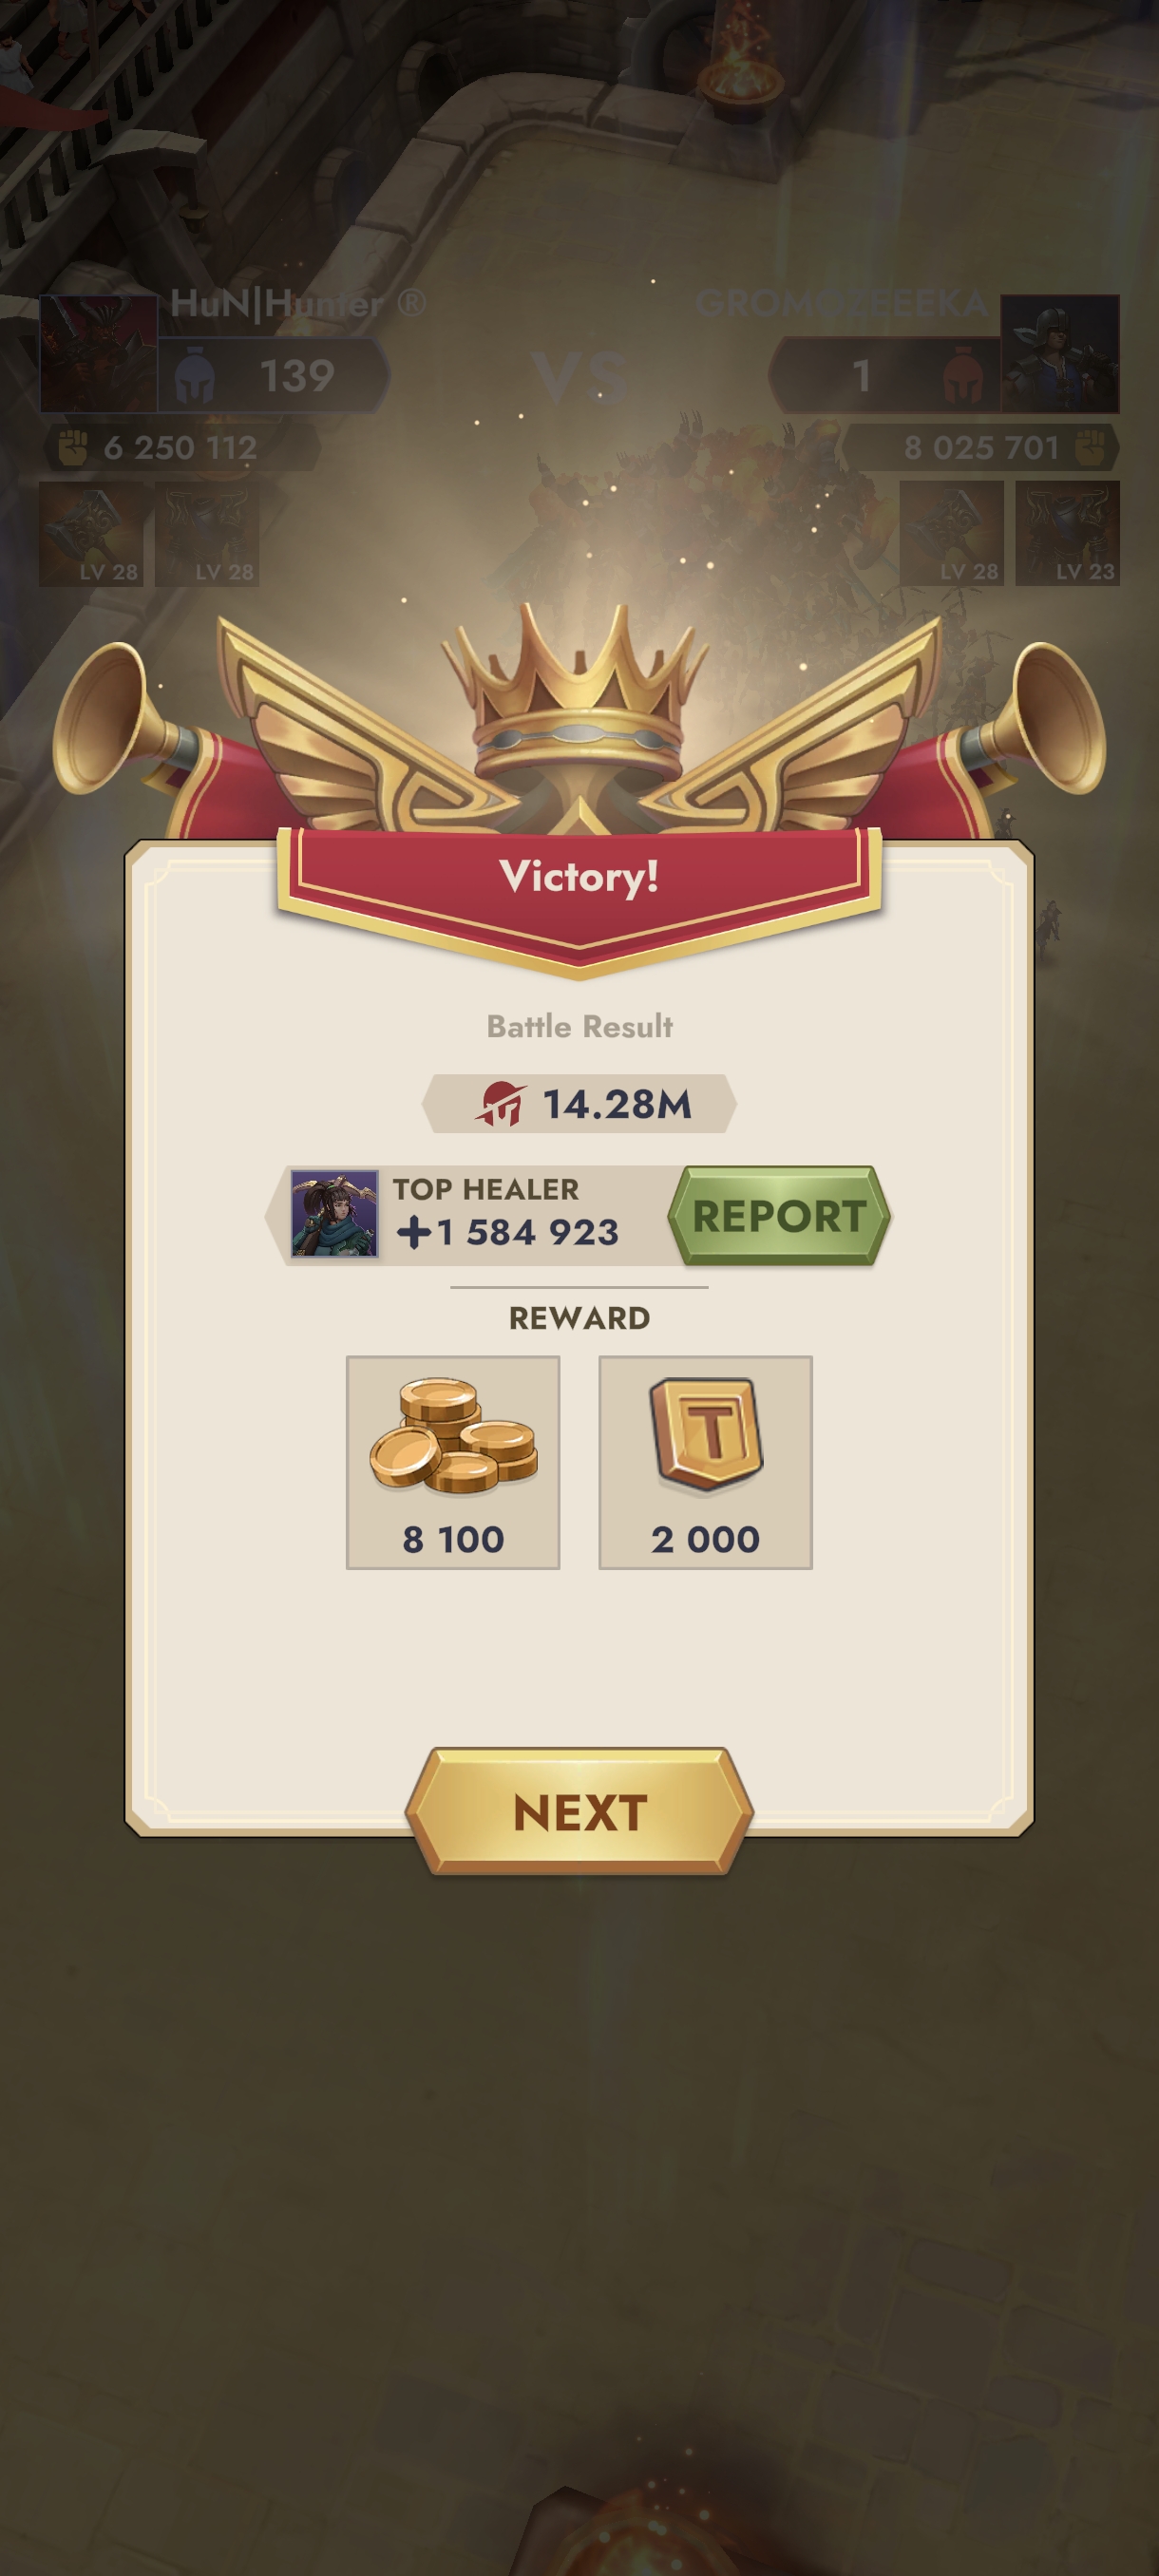 HuN|Hunter ®
GROMOZEEEKA
139
VS
1
6 250 112
8 025 701
LV 28
LV 28
LV 28
LV 23
Victory!
Battle Result
14.28M
TOP HEALER
+1 584 923
REPORT
REWARD
T
8 100
2 000
NEXT